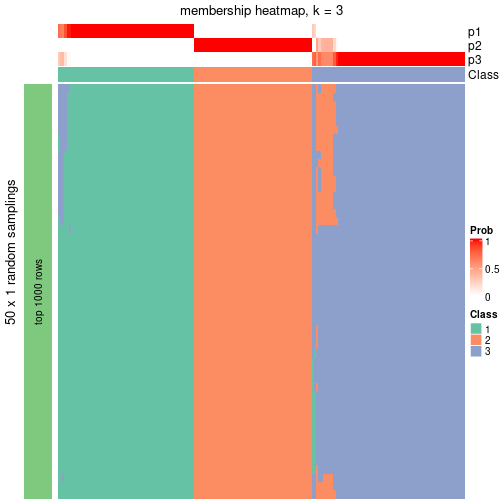 membership heatmap, k = 3
p1
p2
p3
Class
50 x 1 random samplings
top 1000 rows
Prob
1
0.5
0
Class
1
2
3